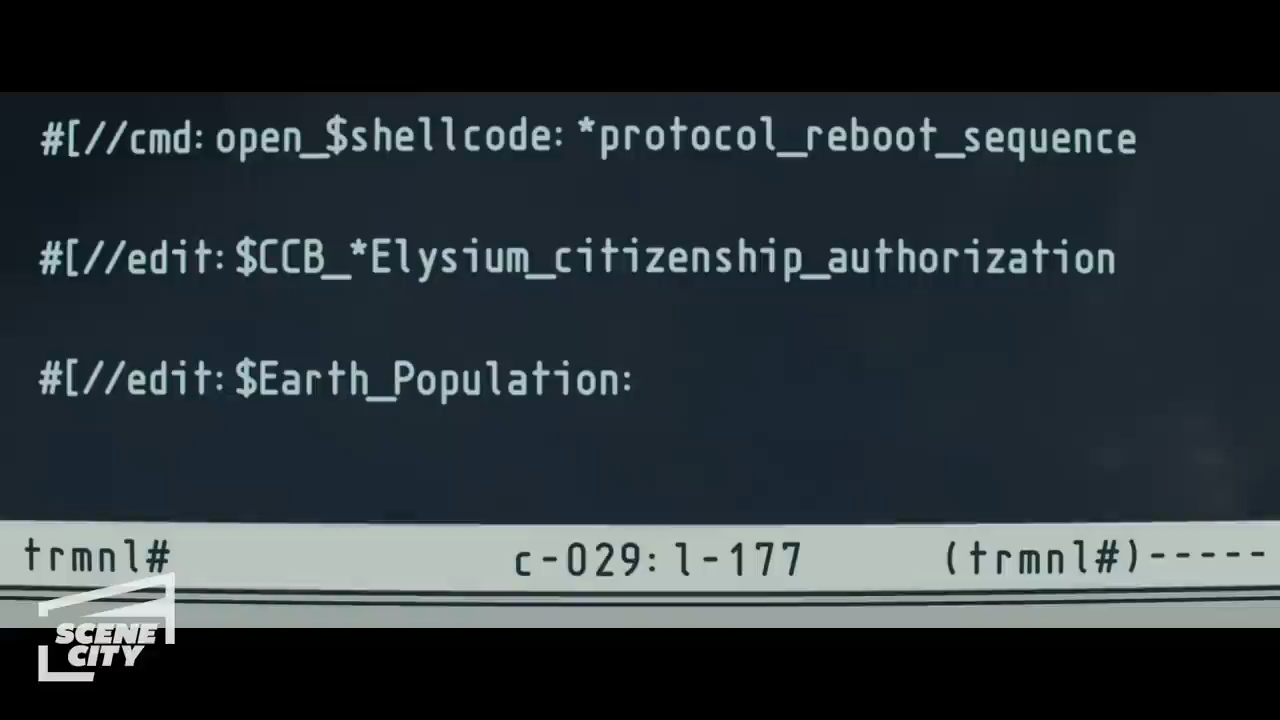 #[//cmd: open_$shellcode: *protocol_reboot_sequence
#[//edit: $CCB_*Elysium_citizenship_authorization
#[//edit: $Earth_Population:
trmnl# c-029: l-177 (trmnl#)-----
SCENE
CITY